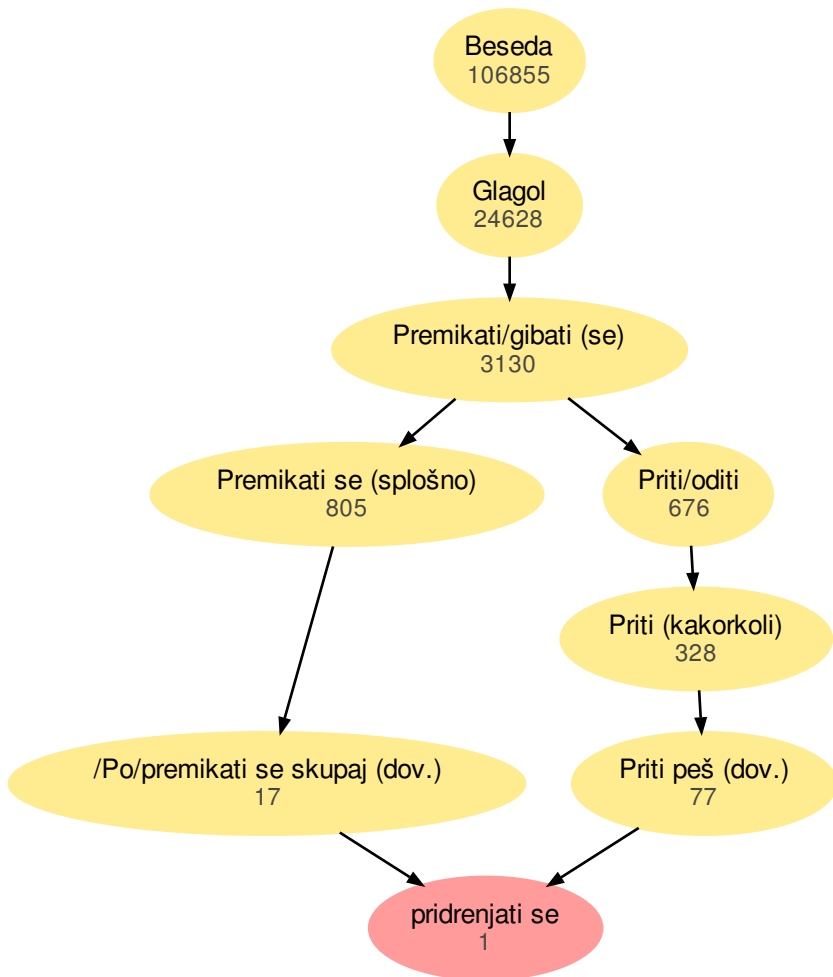 Beseda
106855
Glagol
24628
Premikati/gibati (se)
3130
Premikati se (splošno)
805
Priti/oditi
676
Priti (kakorkoli)
328
/Po/premikati se skupaj (dov.)
17
Priti peš (dov.)
77
pridrenjati se
1